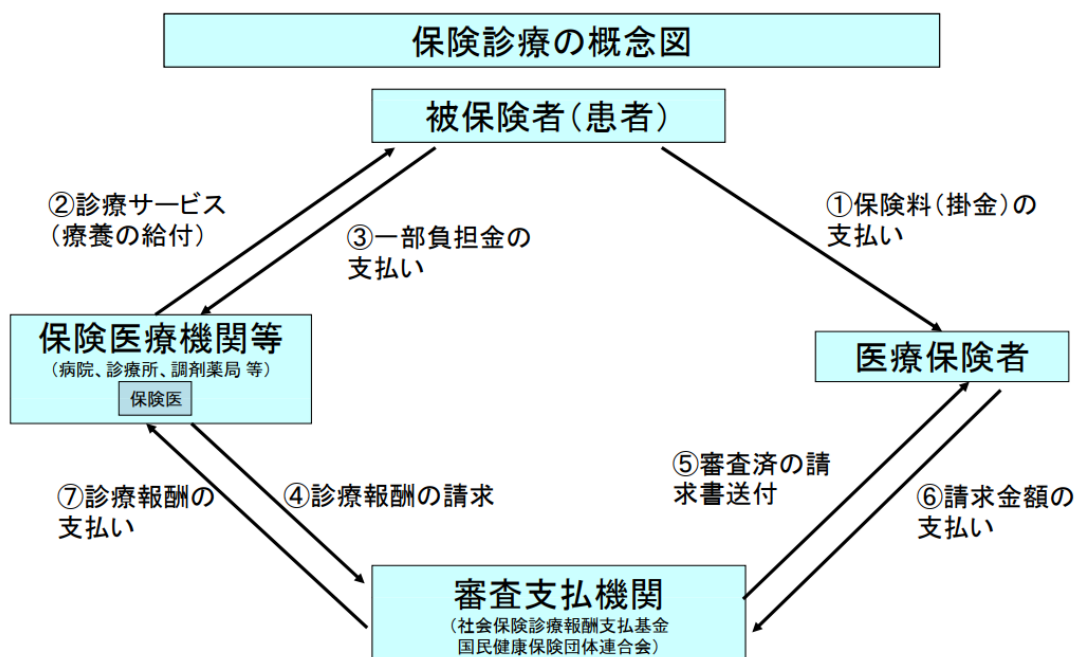 保険診療の概念図
被保険者（患者）
②診療サービス
（療養の給付）
③一部負担金の
支払い
①保険料（掛金）の
支払い
保険医療機関等
（病院、診療所、調剤薬局 等）
保険医
医療保険者
⑦診療報酬の
支払い
④診療報酬の請求
⑤審査済の請
求書送付
⑥請求金額の
支払い
審査支払機関
（社会保険診療報酬支払基金
国民健康保険団体連合会）